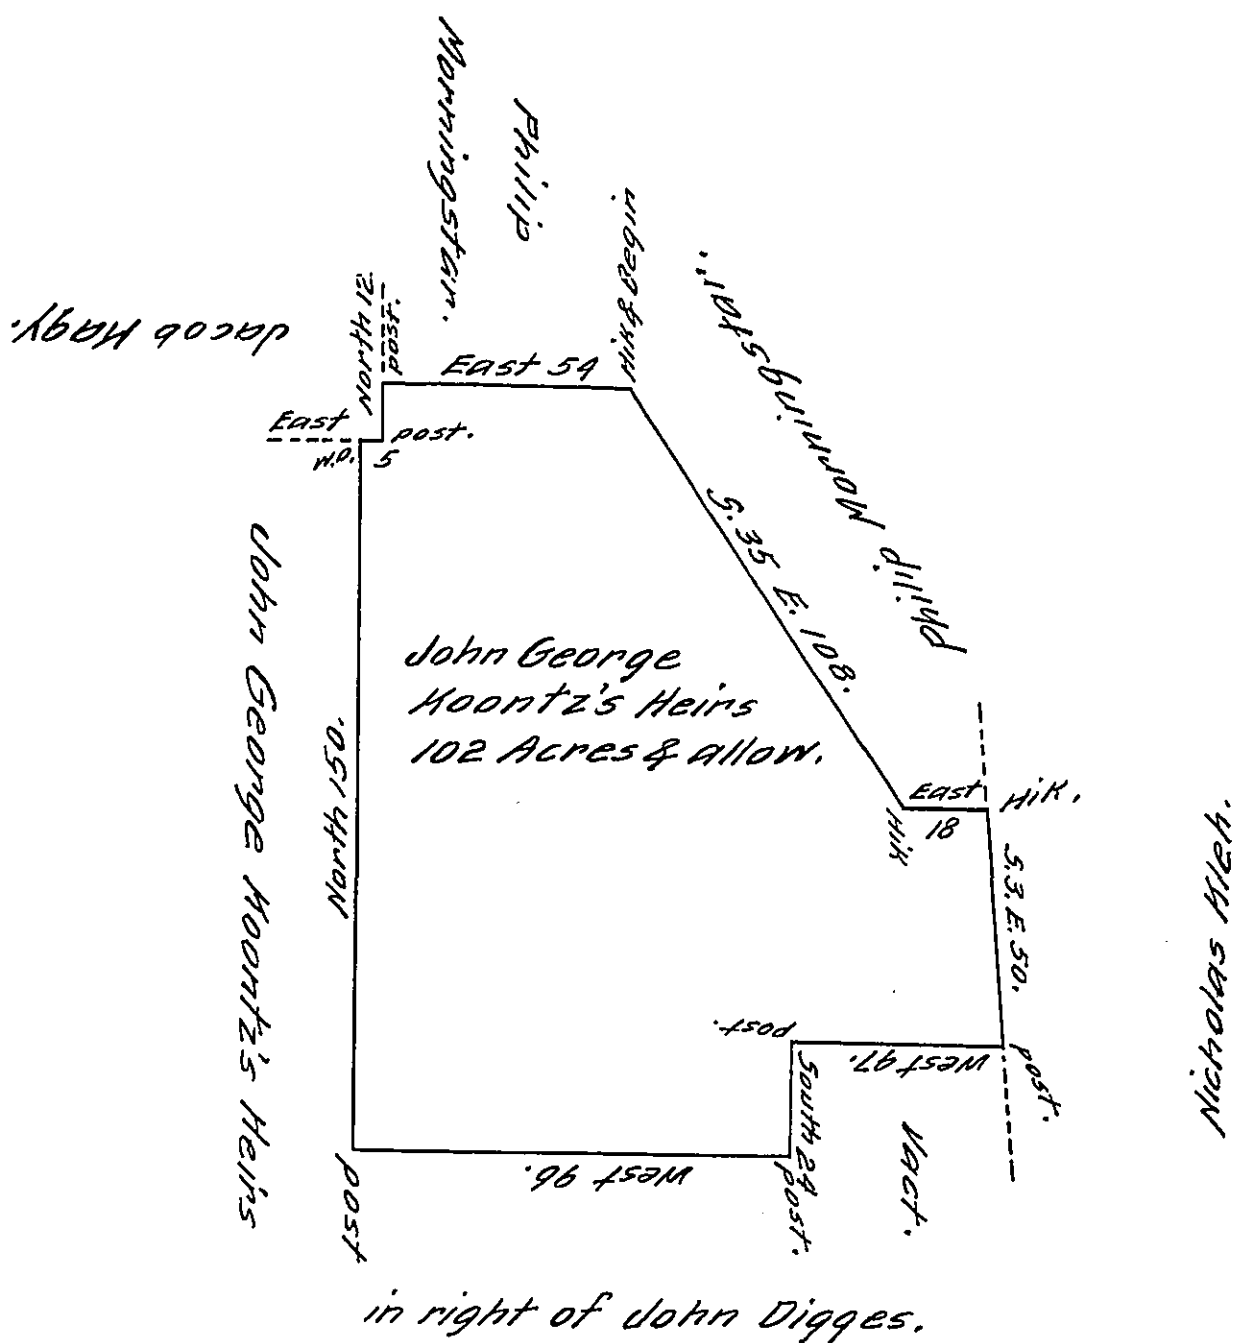 Phillip
Morningstar.
Jacob Hagy.
North 12
post.
East 54
Hik & begin
Philip Morningstar."
East
W.O.
5
post.
S. 35 E. 108.
John George
Koontz's Heirs
102 Acres & allow.
North 150.
John George Koontz's Heirs
East
18
Hik
Hik.
S. 3. E. 50.
Nicholas Kleh.
post.
West 47.
post.
South 24
post.
Vact.
West 96.
post
in right of John Digges.